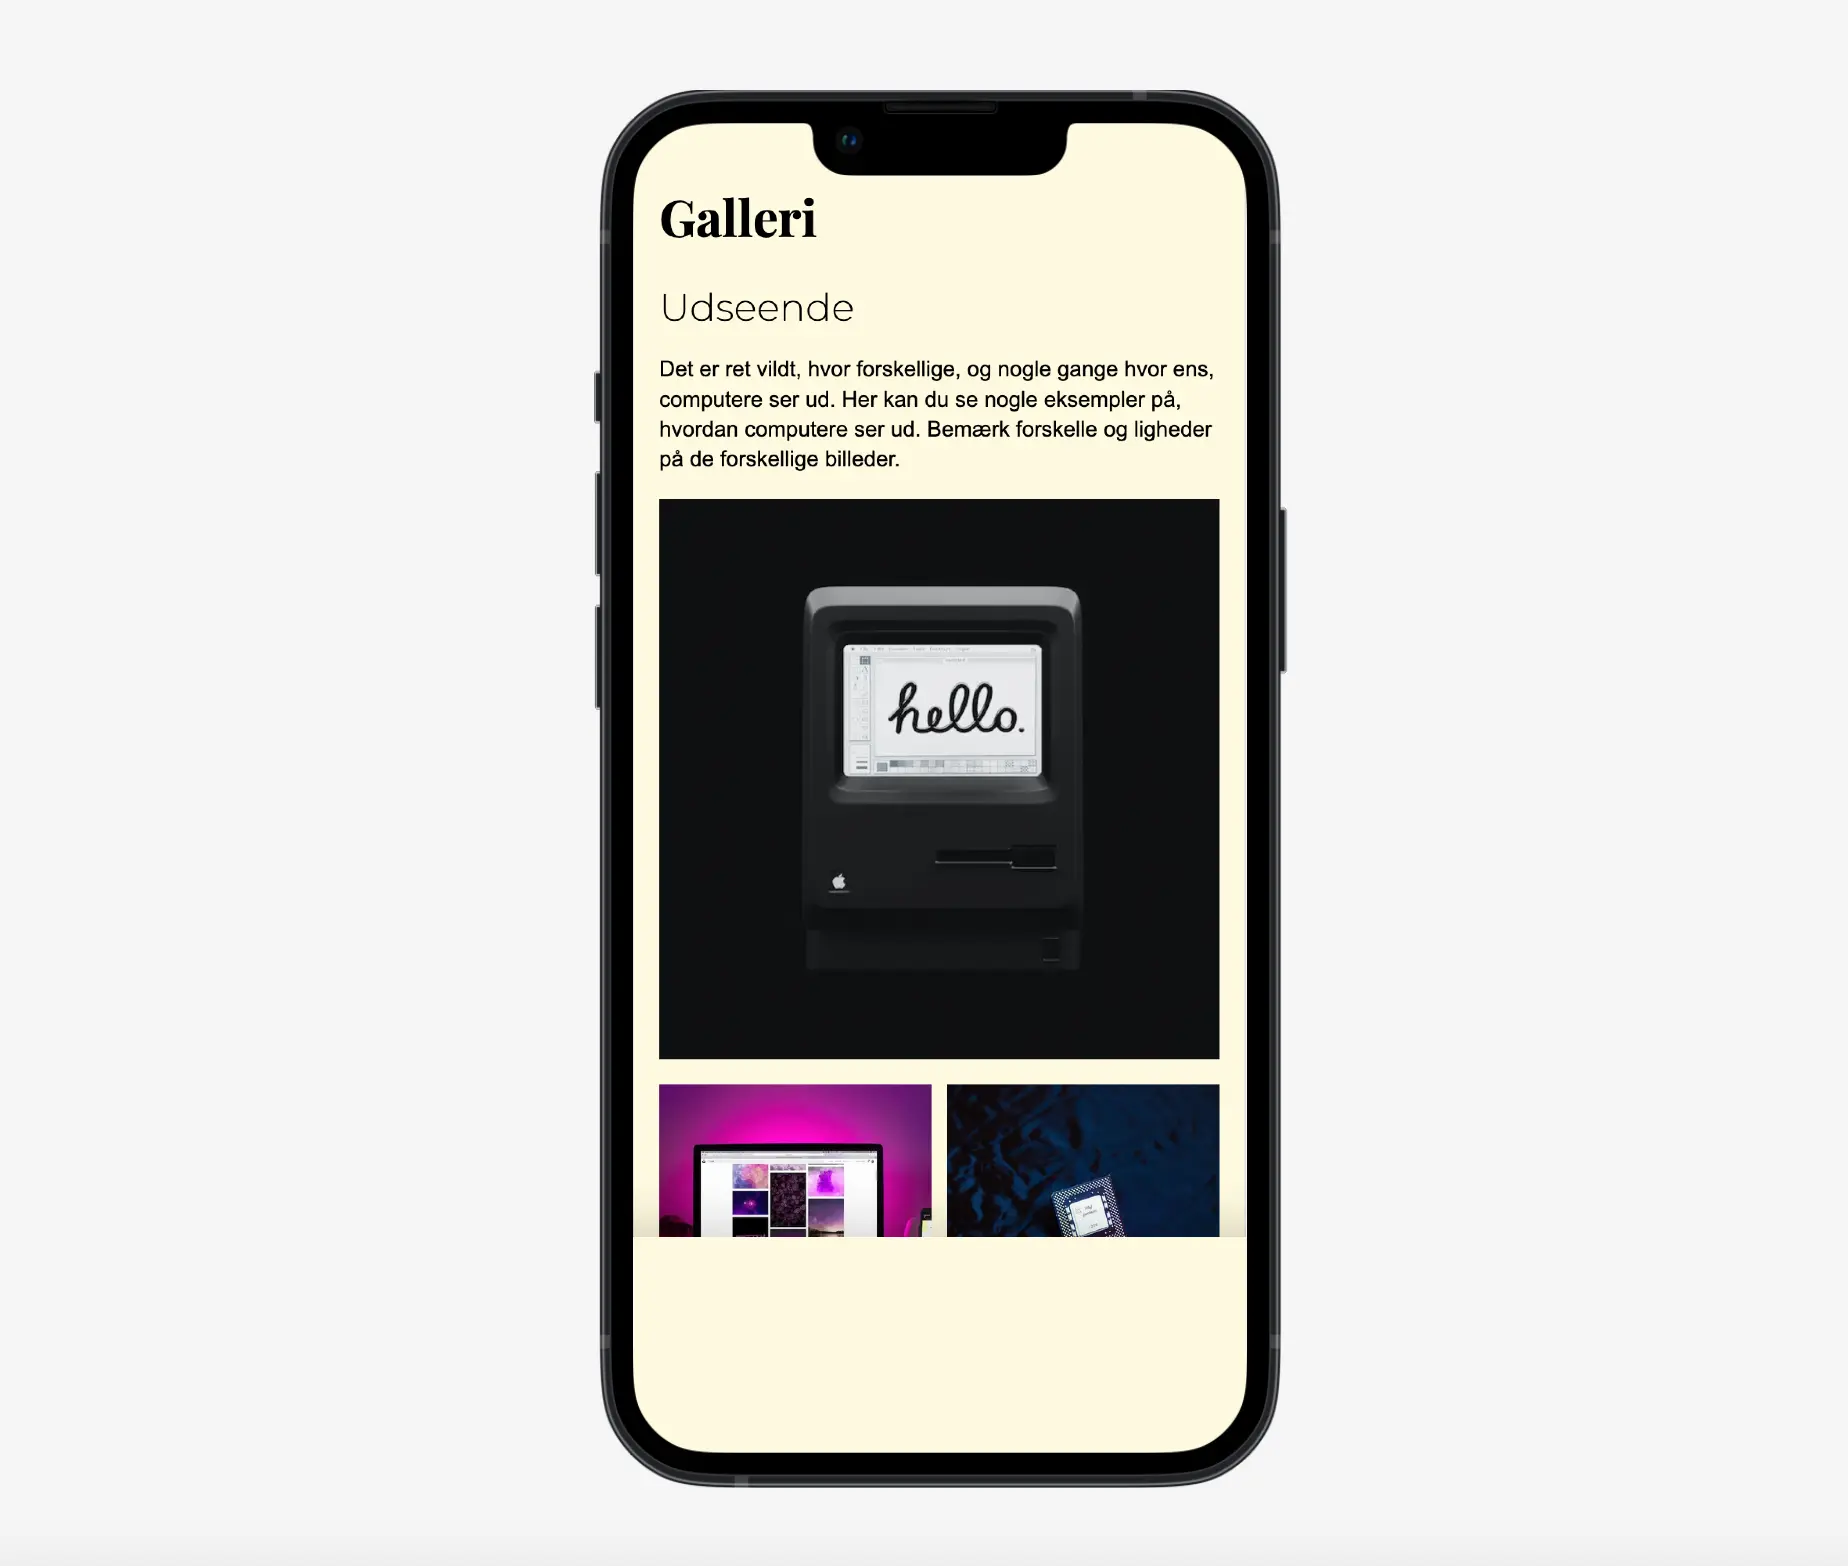 Galleri
Udseende
Det er ret vildt, hvor forskellige, og nogle gange hvor ens,
computere ser ud. Her kan du se nogle eksempler på,
hvordan computere ser ud. Bemærk forskelle og ligheder
på de forskellige billeder.
hello.